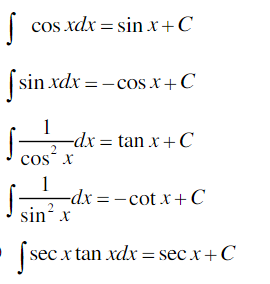 ∫ cos xdx = sin x + C
∫ sin xdx = − cos x + C
∫ 1/cos² x dx = tan x + C
∫ 1/sin² x dx = − cot x + C
∫ sec x tan xdx = sec x + C